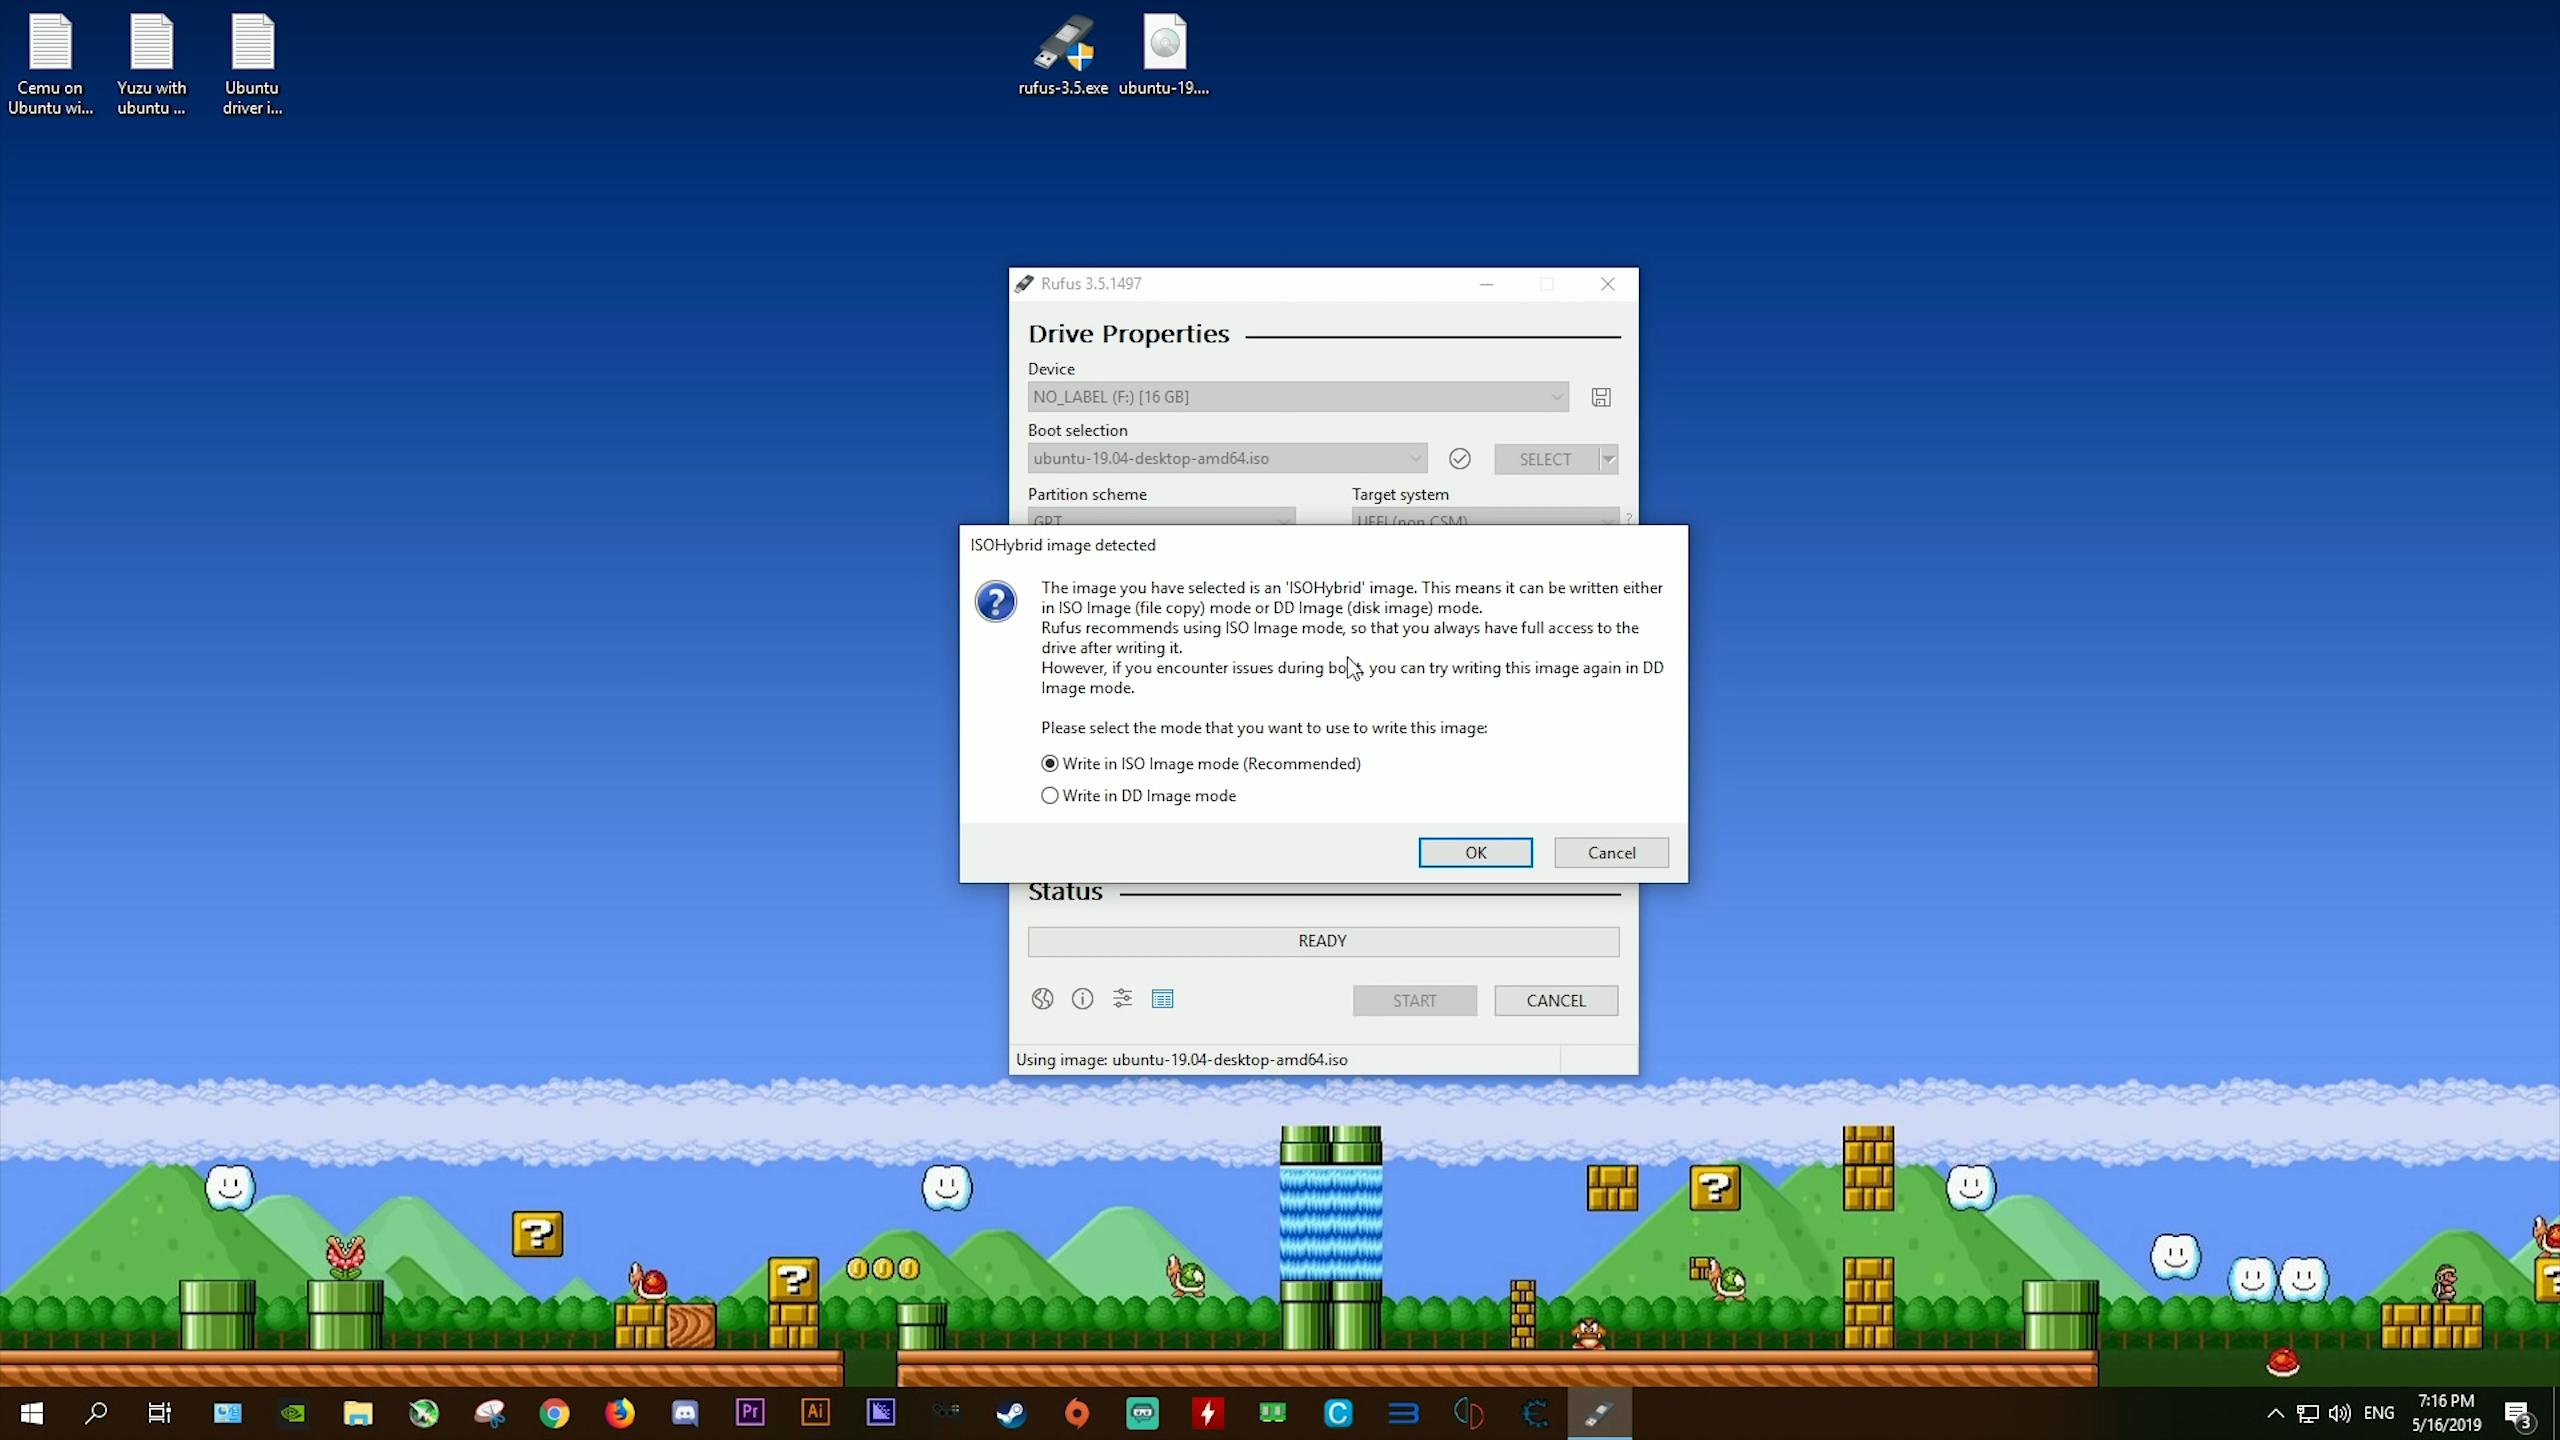 Cemu on
Ubuntu wi...
Yuzu with
ubuntu ...
Ubuntu
driver i...
rufus-3.5.exe
ubuntu-19....
Rufus 3.5.1497
Drive Properties
Device
NO_LABEL (F:) [16 GB]
Boot selection
ubuntu-19.04-desktop-amd64.iso
SELECT
Partition scheme
Target system
GPT
UEFI (non CSM)
?
ISOHybrid image detected
The image you have selected is an 'ISOHybrid' image. This means it can be written either
in ISO Image (file copy) mode or DD Image (disk image) mode.
Rufus recommends using ISO Image mode, so that you always have full access to the
drive after writing it.
However, if you encounter issues during boot, you can try writing this image again in DD
Image mode.
Please select the mode that you want to use to write this image:
Write in ISO Image mode (Recommended)
Write in DD Image mode
OK
Cancel
Status
READY
START
CANCEL
Using image: ubuntu-19.04-desktop-amd64.iso
Pr
Ai
ENG
7:16 PM
5/16/2019
3